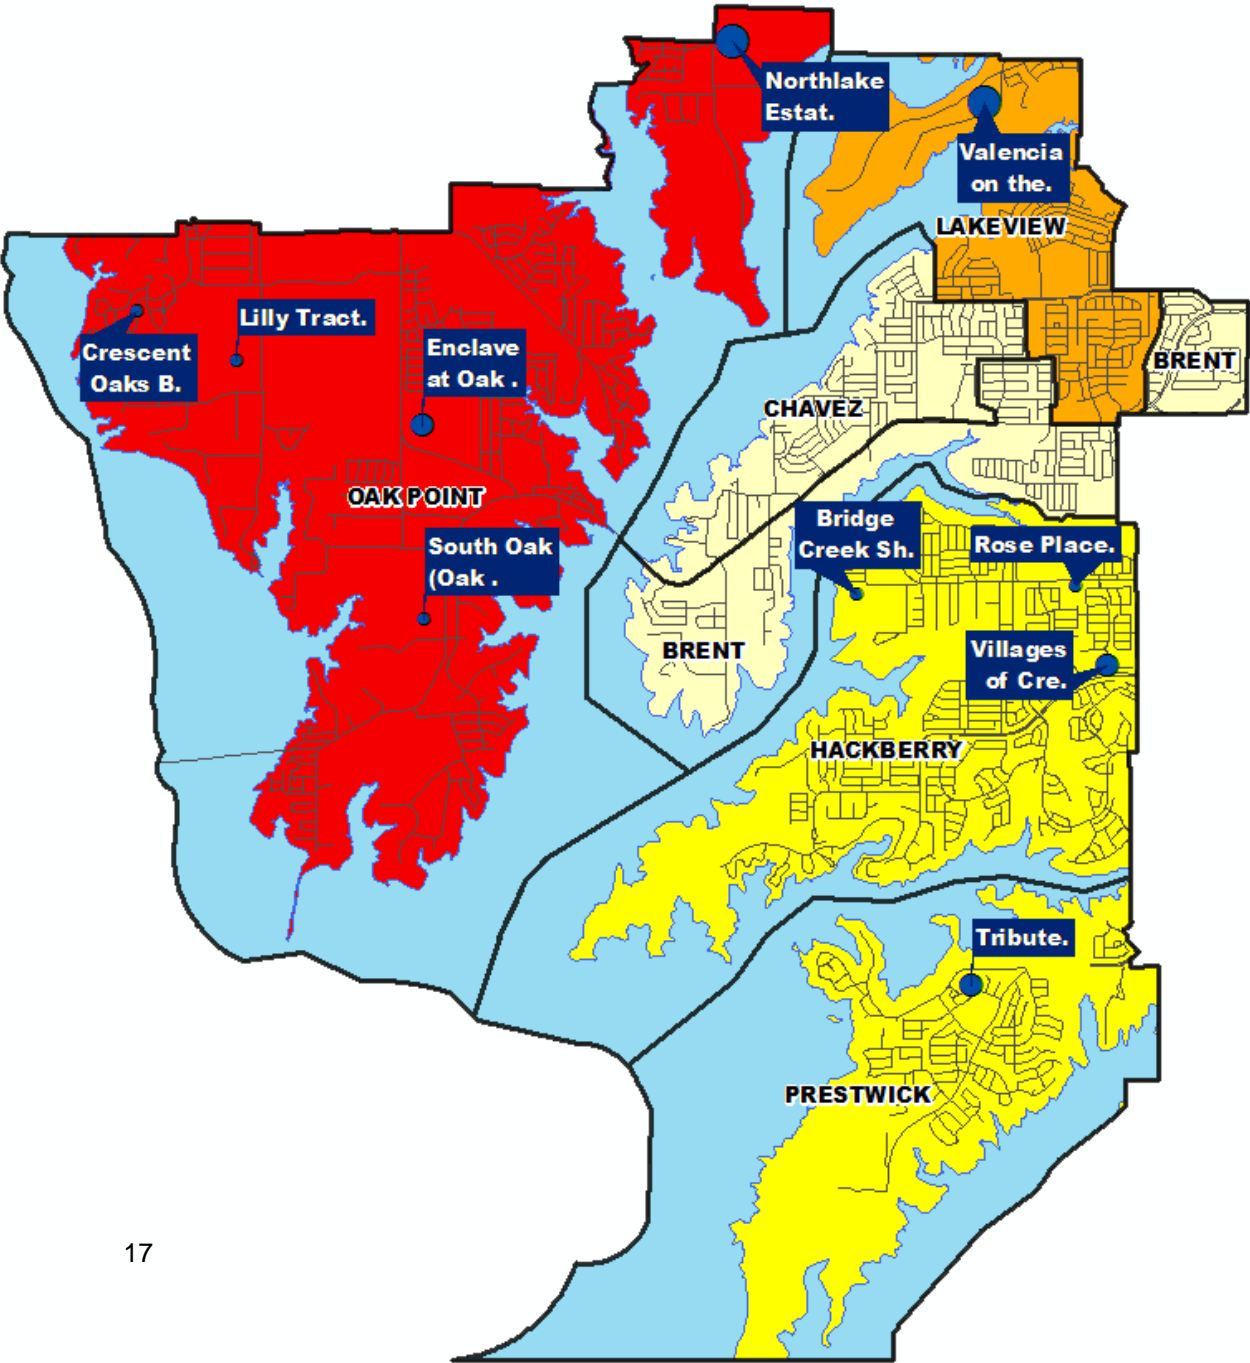 Northlake
Estat.
Valencia
on the.
LAKEVIEW
Lilly Tract.
Crescent
Oaks B.
Enclave
at Oak .
BRENT
CHAVEZ
OAK POINT
Bridge
Creek Sh.
Rose Place.
South Oak
(Oak .
BRENT
Villages
of Cre.
HACKBERRY
Tribute.
PRESTWICK
17